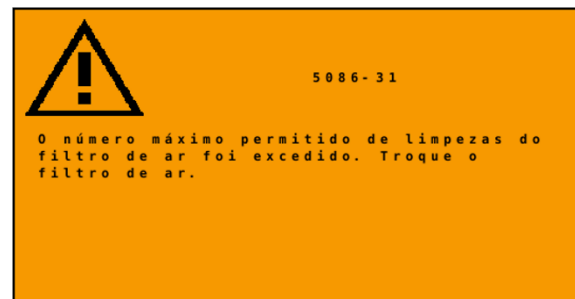 5086-31
O número máximo permitido de limpezas do
filtro de ar foi excedido. Troque o
filtro de ar.